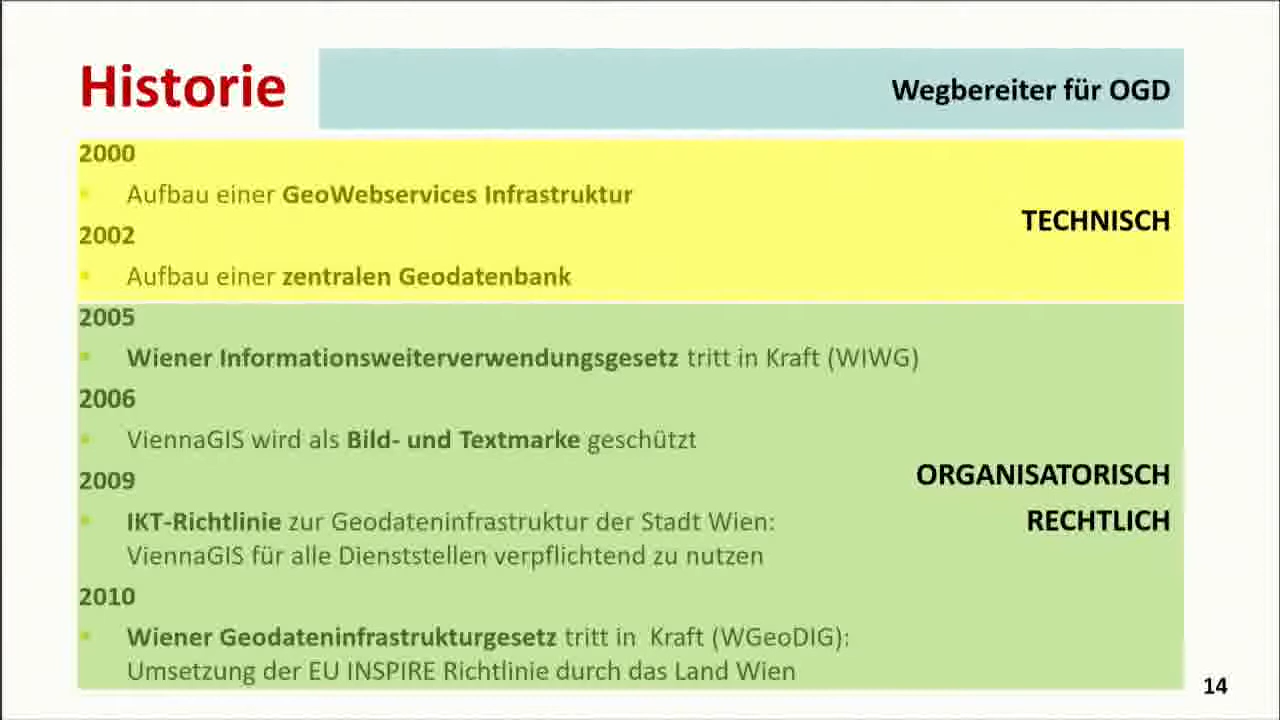 Historie
Wegbereiter für OGD
2000
Aufbau einer GeoWebservices Infrastruktur
2002
Aufbau einer zentralen Geodatenbank
TECHNISCH
2005
Wiener Informationsweiterverwendungsgesetz tritt in Kraft (WIWG)
2006
ViennaGIS wird als Bild- und Textmarke geschützt
2009
IKT-Richtlinie zur Geodateninfrastruktur der Stadt Wien:
ViennaGIS für alle Dienststellen verpflichtend zu nutzen
2010
Wiener Geodateninfrastrukturgesetz tritt in Kraft (WGeoDIG):
Umsetzung der EU INSPIRE Richtlinie durch das Land Wien
ORGANISATORISCH
RECHTLICH
14